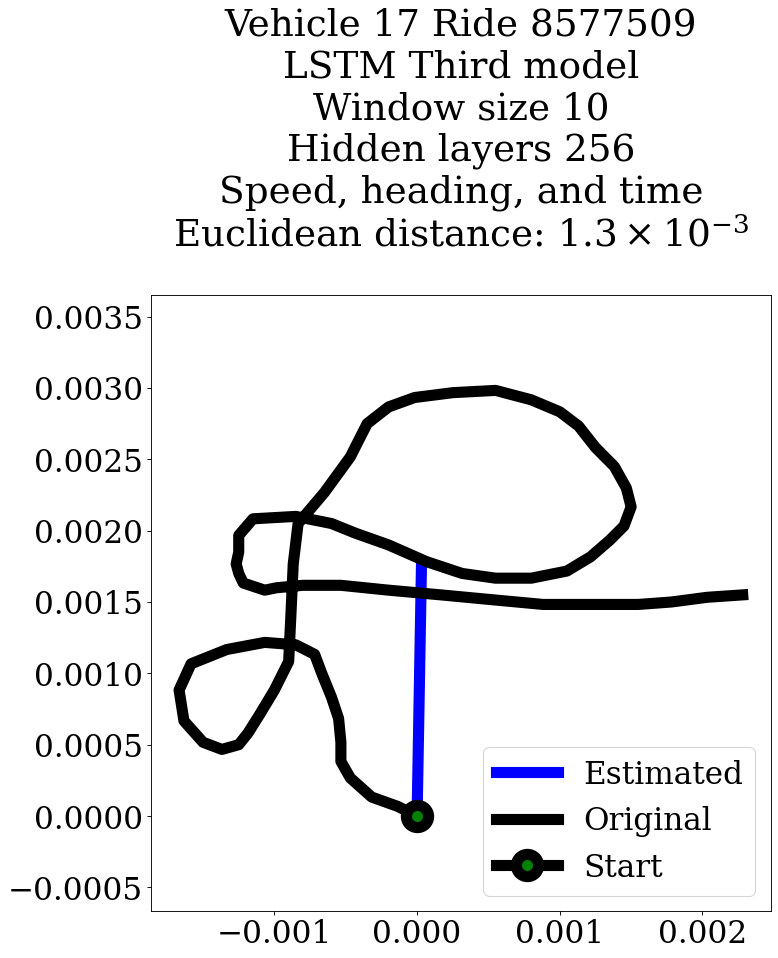 Vehicle 17 Ride 8577509
LSTM Third model
Window size 10
Hidden layers 256
Speed, heading, and time
Euclidean distance: 1.3 × 10⁻³
0.0035
0.0030
0.0025
0.0020
0.0015
0.0010
0.0005
0.0000
−0.0005
Estimated
Original
Start
−0.001 0.000 0.001 0.002